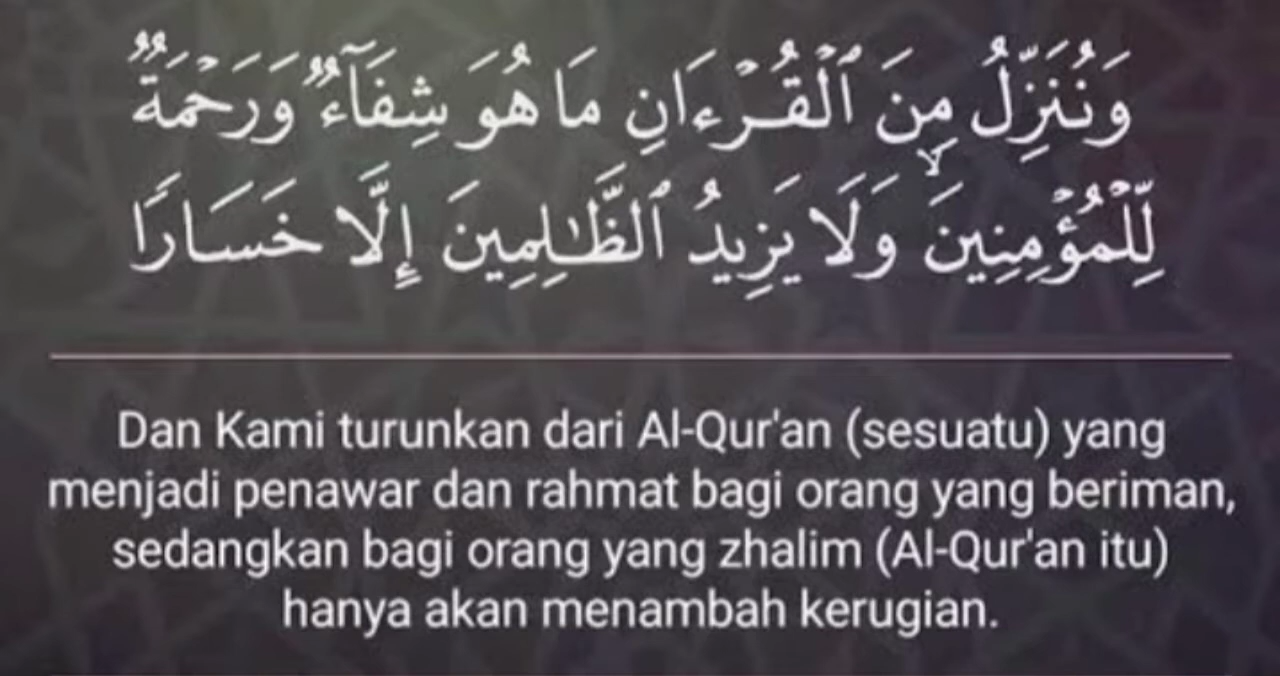 وَنُنَزِّلُ مِنَ ٱلْقُرْءَانِ مَا هُوَ شِفَآءٌ وَرَحْمَةٌ
لِّلْمُؤْمِنِينَ ۙ وَلَا يَزِيدُ ٱلظَّـٰلِمِينَ إِلَّا خَسَارًا
Dan Kami turunkan dari Al-Qur'an (sesuatu) yang
menjadi penawar dan rahmat bagi orang yang beriman,
sedangkan bagi orang yang zhalim (Al-Qur'an itu)
hanya akan menambah kerugian.